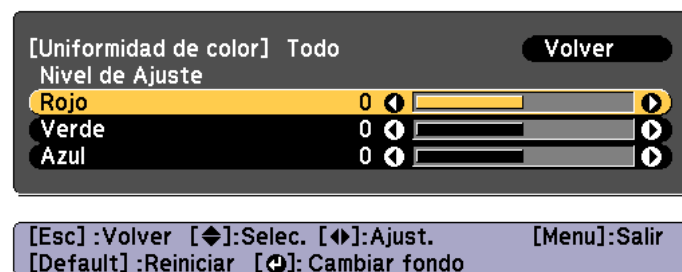 [Uniformidad de color] Todo Volver
Nivel de Ajuste
Rojo 0
Verde 0
Azul 0
[Esc] :Volver [◆]:Selec. [◀▶]:Ajust. [Menu]:Salir
[Default] :Reiniciar [⏎]: Cambiar fondo